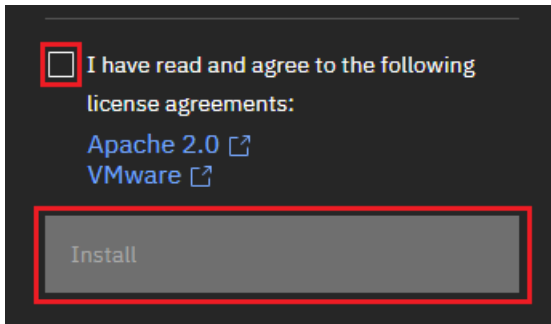 I have read and agree to the following
license agreements:
Apache 2.0
VMware
Install